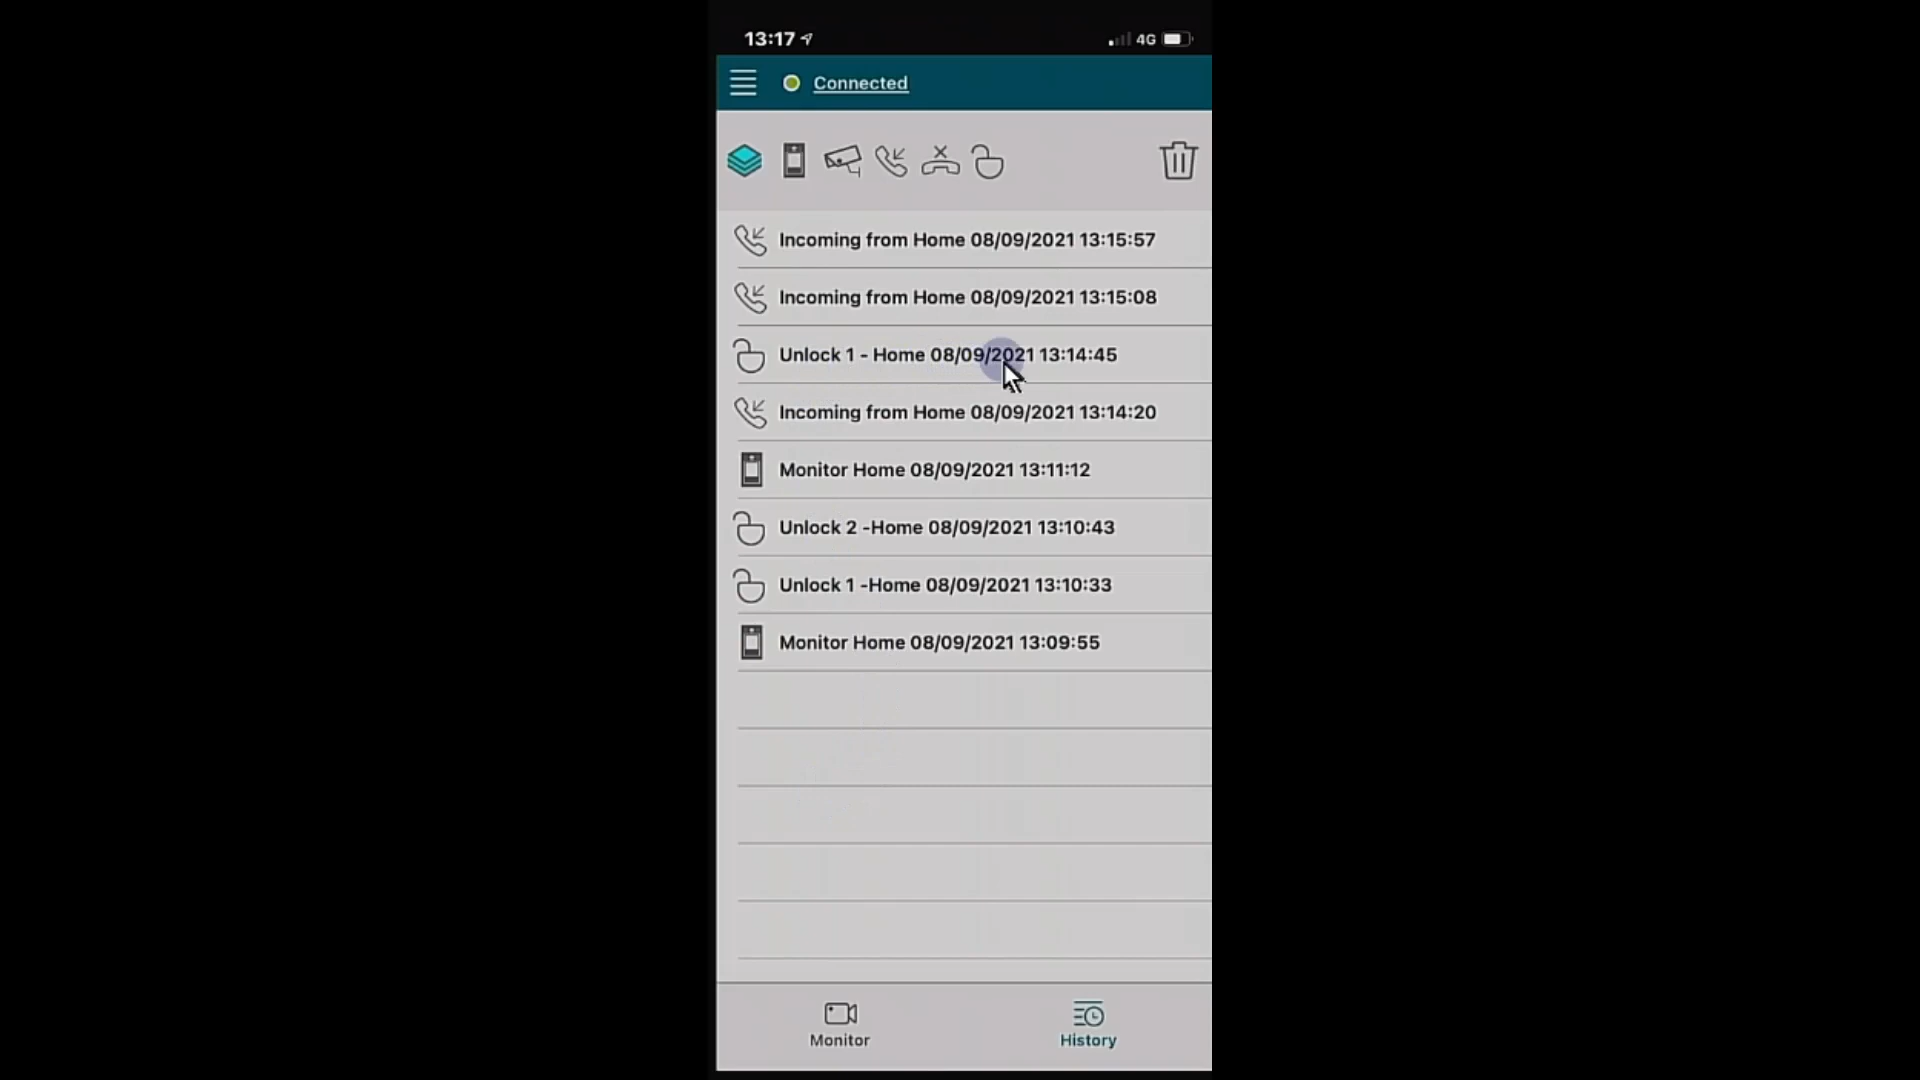 13:17
4G
Connected
Incoming from Home 08/09/2021 13:15:57
Incoming from Home 08/09/2021 13:15:08
Unlock 1 - Home 08/09/2021 13:14:45
Incoming from Home 08/09/2021 13:14:20
Monitor Home 08/09/2021 13:11:12
Unlock 2 -Home 08/09/2021 13:10:43
Unlock 1 -Home 08/09/2021 13:10:33
Monitor Home 08/09/2021 13:09:55
Monitor
History